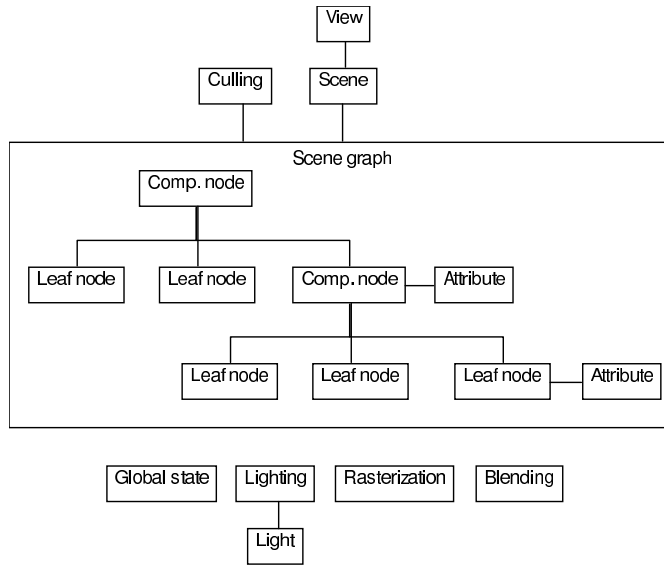 View
Culling
Scene
Scene graph
Comp. node
Leaf node
Leaf node
Comp. node
Attribute
Leaf node
Leaf node
Leaf node
Attribute
Global state
Lighting
Rasterization
Blending
Light